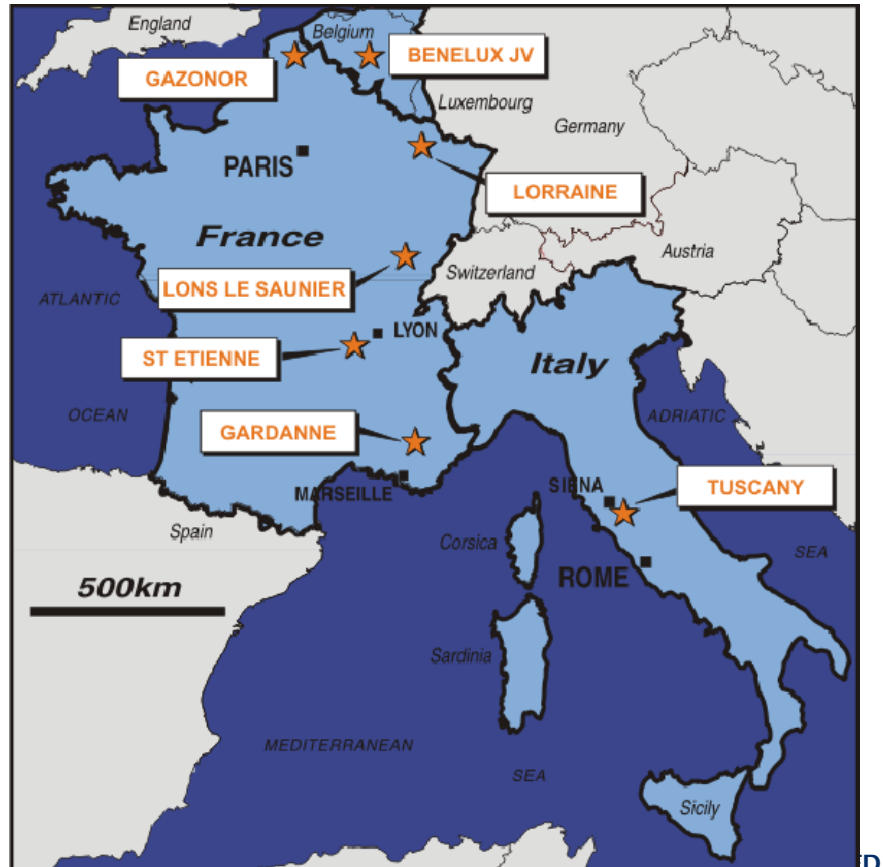 England
Belgium
BENELUX JV
GAZONOR
Luxembourg
Germany
PARIS
LORRAINE
France
Austria
Switzerland
LONS LE SAUNIER
ATLANTIC
LYON
ST ETIENNE
Italy
OCEAN
ADRIATIC
GARDANNE
SIENA
TUSCANY
MARSEILLE
Spain
Corsica
SEA
ROME
500km
Sardinia
MEDITERRANEAN
SEA
Sicily
ED